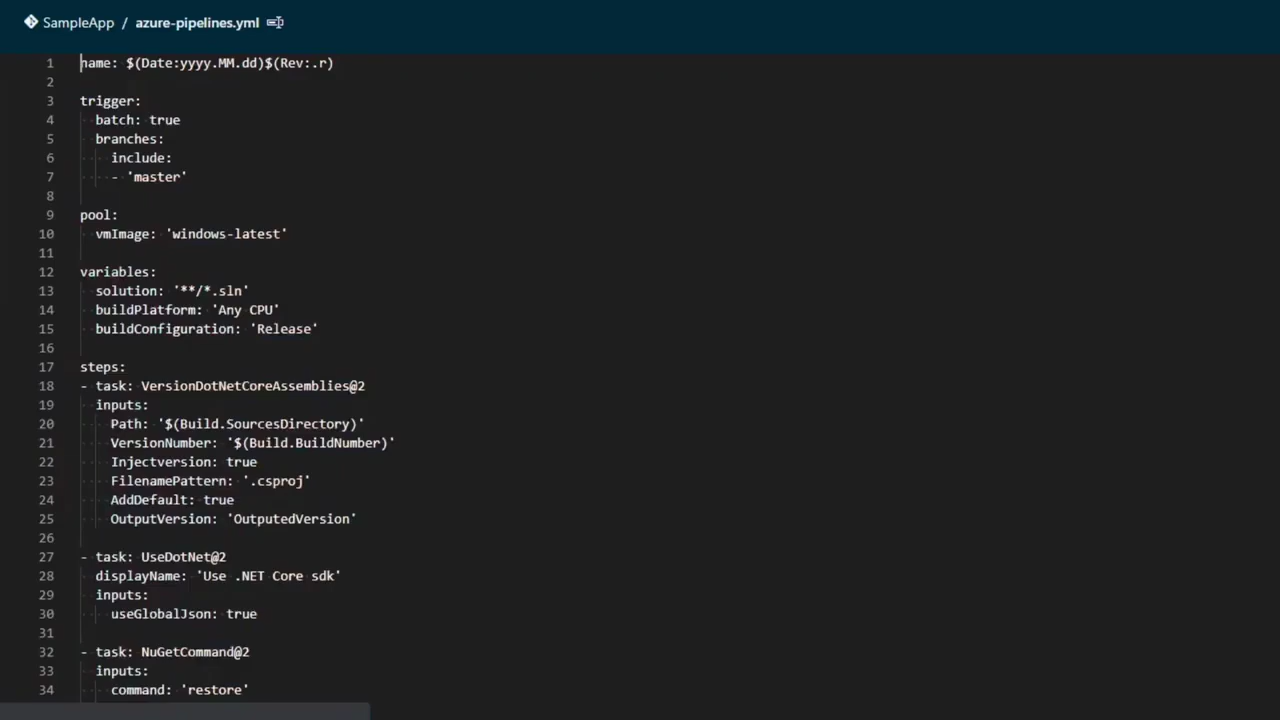 SampleApp / azure-pipelines.yml
1 name: $(Date:yyyy.MM.dd)$(Rev:.r)
2
3 trigger:
4   batch: true
5   branches:
6     include:
7     - 'master'
8
9 pool:
10   vmImage: 'windows-latest'
11
12 variables:
13   solution: '**/*.sln'
14   buildPlatform: 'Any CPU'
15   buildConfiguration: 'Release'
16
17 steps:
18 - task: VersionDotNetCoreAssemblies@2
19   inputs:
20     Path: '$(Build.SourcesDirectory)'
21     VersionNumber: '$(Build.BuildNumber)'
22     Injectversion: true
23     FilenamePattern: '.csproj'
24     AddDefault: true
25     OutputVersion: 'OutputedVersion'
26
27 - task: UseDotNet@2
28   displayName: 'Use .NET Core sdk'
29   inputs:
30     useGlobalJson: true
31
32 - task: NuGetCommand@2
33   inputs:
34     command: 'restore'